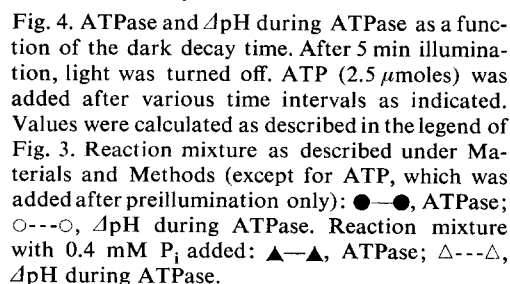 Fig. 4. ATPase and ΔpH during ATPase as a func-
tion of the dark decay time. After 5 min illumina-
tion, light was turned off. ATP (2.5 μmoles) was
added after various time intervals as indicated.
Values were calculated as described in the legend of
Fig. 3. Reaction mixture as described under Ma-
terials and Methods (except for ATP, which was
added after preillumination only): ●—●, ATPase;
○---○, ΔpH during ATPase. Reaction mixture
with 0.4 mM Pi added: ▲—▲, ATPase; △---△,
ΔpH during ATPase.